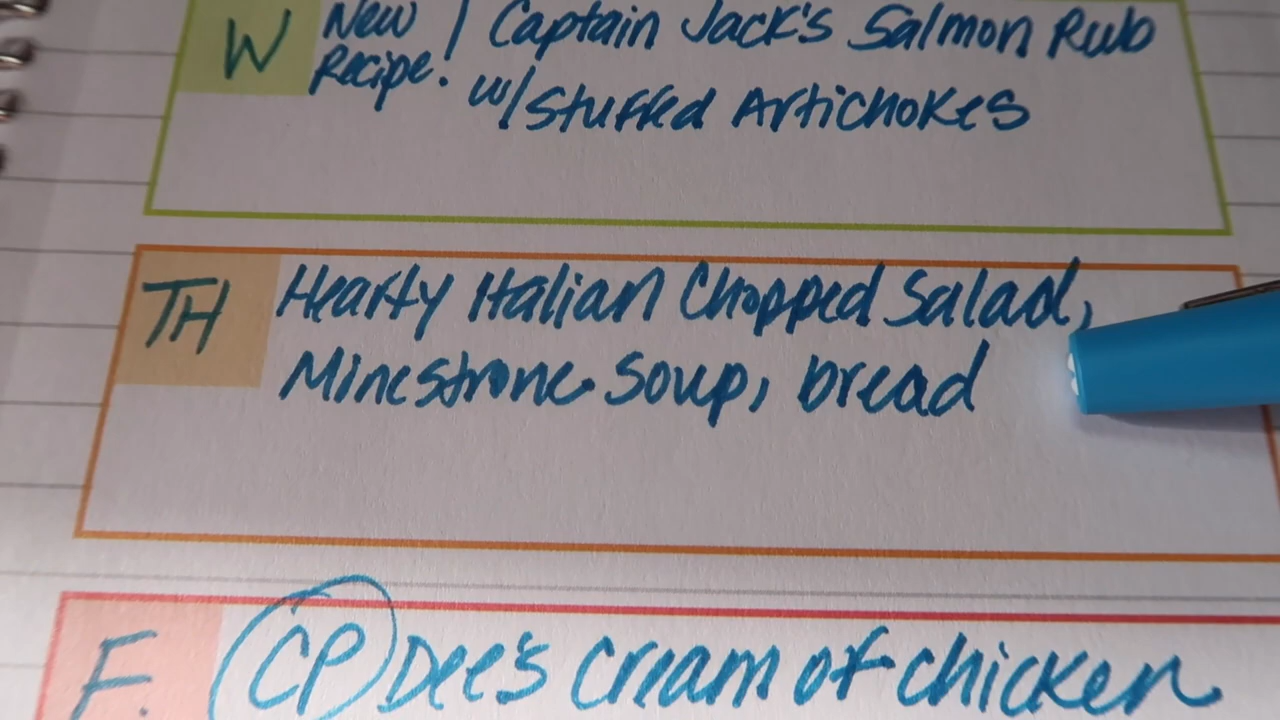 W New / Captain Jack's Salmon Rub
Recipe! w/Stuffed Artichokes
TH Hearty Italian Chopped Salad,
Minestrone Soup, bread
F. CP Dee's Cream of chicken